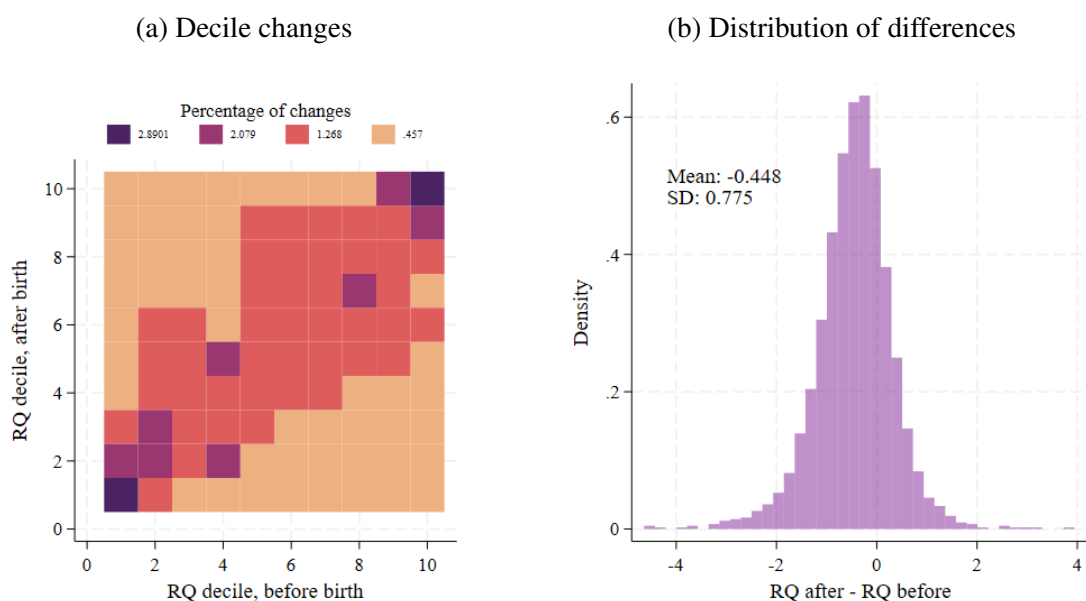 (a) Decile changes
Percentage of changes
2.8901 2.079 1.268 .457
RQ decile, after birth
10
8
6
4
2
0
0 2 4 6 8 10
RQ decile, before birth
(b) Distribution of differences
Mean: -0.448
SD: 0.775
Density
.6
.4
.2
0
-4 -2 0 2 4
RQ after - RQ before